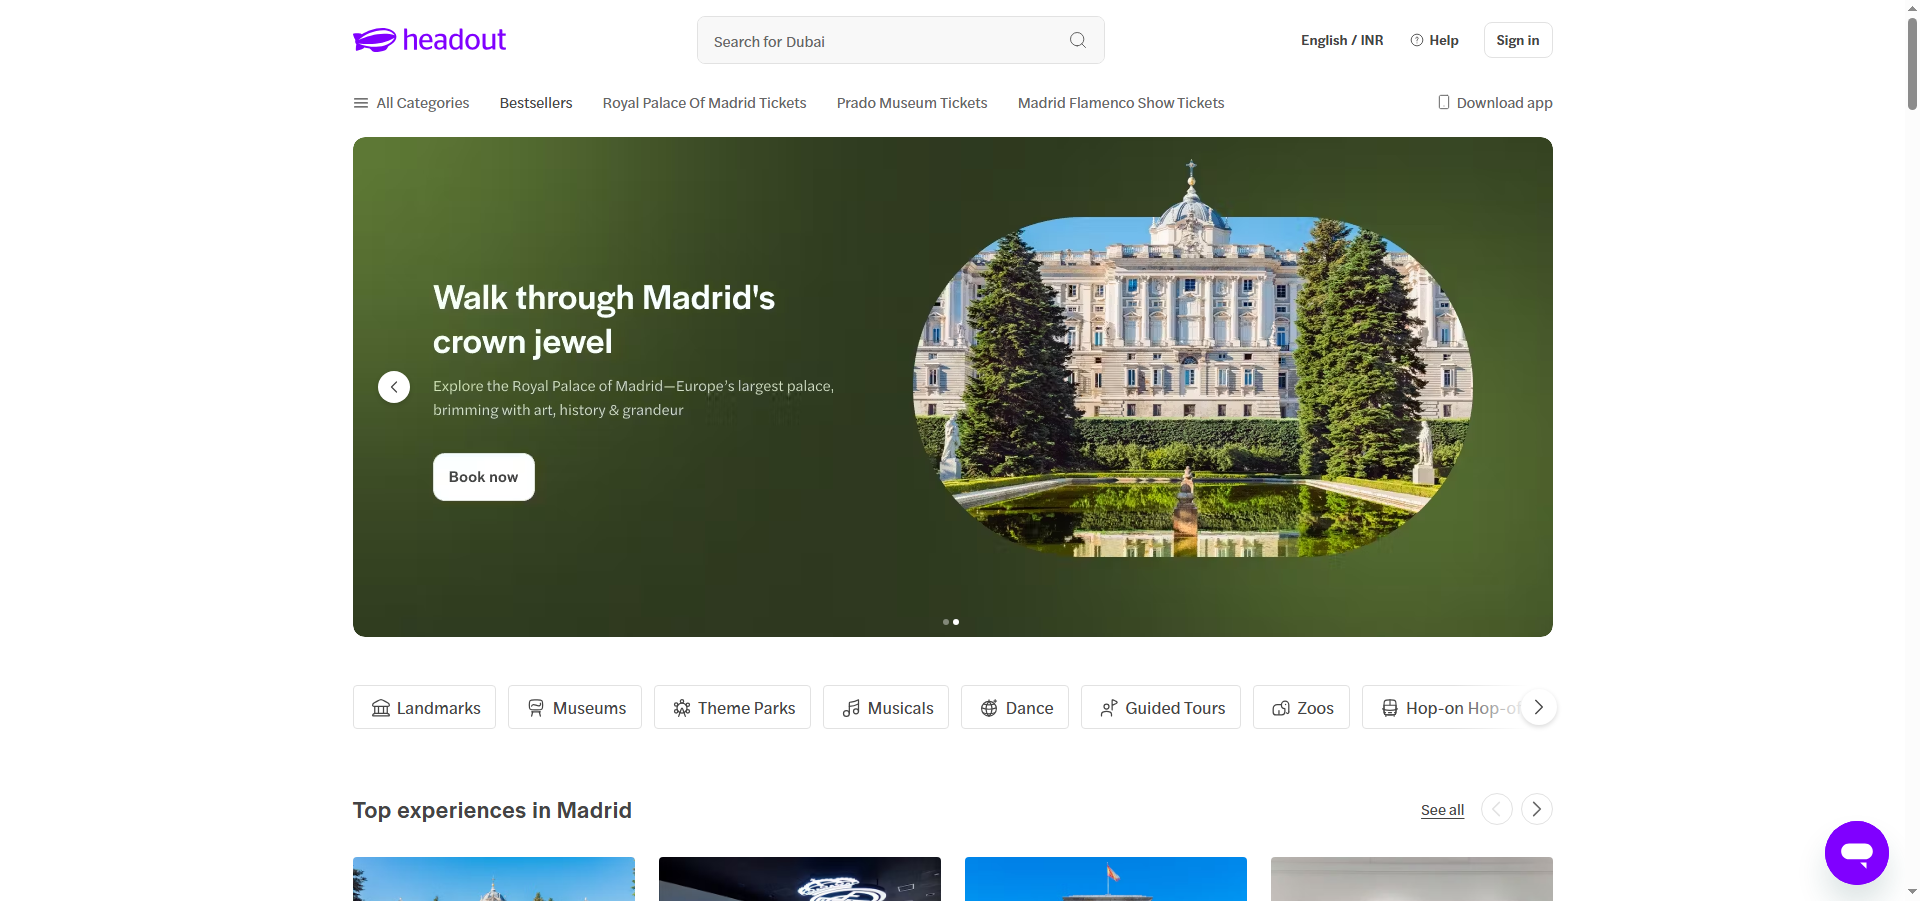 headout
Search for Dubai
English / INR
Help
Sign in
All Categories
Bestsellers
Royal Palace Of Madrid Tickets
Prado Museum Tickets
Madrid Flamenco Show Tickets
Download app
Walk through Madrid's
crown jewel
Explore the Royal Palace of Madrid—Europe’s largest palace,
brimming with art, history & grandeur
Book now
Landmarks
Museums
Theme Parks
Musicals
Dance
Guided Tours
Zoos
Hop-on Hop-of
Top experiences in Madrid
See all